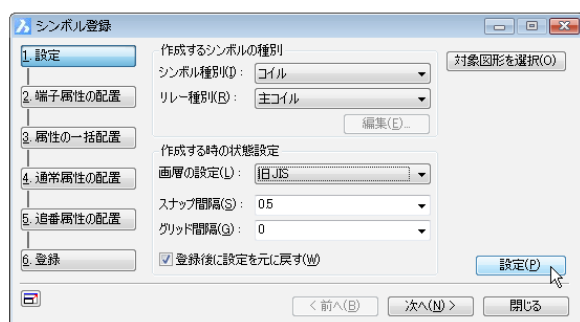 シンボル登録
1. 設定
2. 端子属性の配置
3. 属性の一括配置
4. 通常属性の配置
5. 追番属性の配置
6. 登録
作成するシンボルの種別
シンボル種別(I): コイル
リレー種別(R): 主コイル
編集(E)...
作成する時の状態設定
画層の設定(L): 旧JIS
スナップ間隔(S): 0.5
グリッド間隔(G): 0
登録後に設定を元に戻す(W)
対象図形を選択(O)
設定(P)
< 前へ(B)
次へ(N) >
閉じる